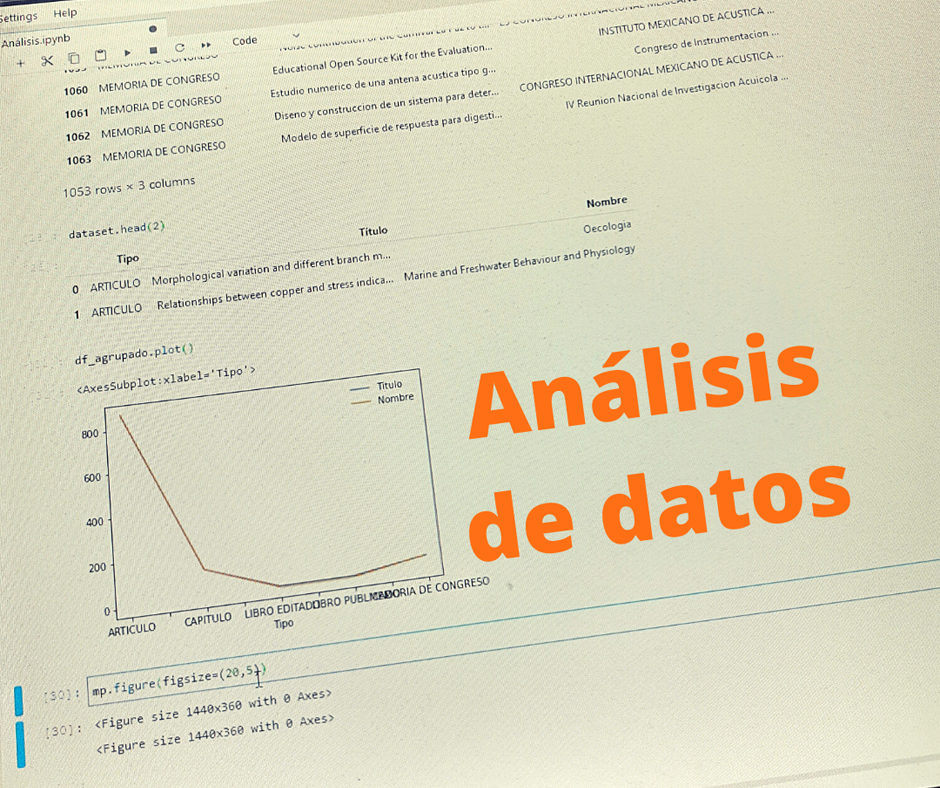 Settings Help
Análisis.ipynb
Code
1060 MEMORIA DE CONGRESO Educational Open Source Kit for the Evaluation... INSTITUTO MEXICANO DE ACUSTICA ...
1061 MEMORIA DE CONGRESO Estudio numerico de una antena acustica tipo g... Congreso de Instrumentacion ...
1062 MEMORIA DE CONGRESO Diseno y construccion de un sistema para deter... CONGRESO INTERNACIONAL MEXICANO DE ACUSTICA ...
1063 MEMORIA DE CONGRESO Modelo de superficie de respuesta para digesti... IV Reunion Nacional de Investigacion Acuicola ...
1053 rows × 3 columns
dataset.head(2)
Tipo Titulo Nombre
0 ARTICULO Morphological variation and different branch m... Oecologia
1 ARTICULO Relationships between copper and stress indica... Marine and Freshwater Behaviour and Physiology
df_agrupado.plot()
<AxesSubplot:xlabel='Tipo'>
Titulo
Nombre
800
600
400
200
0
ARTICULO CAPITULO LIBRO EDITADO LIBRO PUBLICADO MEMORIA DE CONGRESO
Tipo
Análisis
de datos
[30]: mp.figure(figsize=(20,5))
[30]: <Figure size 1440x360 with 0 Axes>
<Figure size 1440x360 with 0 Axes>